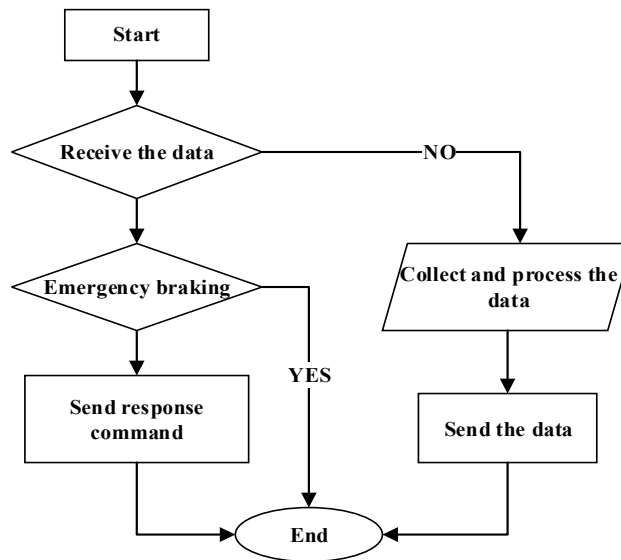 Start
Receive the data
NO
Emergency braking
Collect and process the
data
YES
Send response
command
Send the data
End